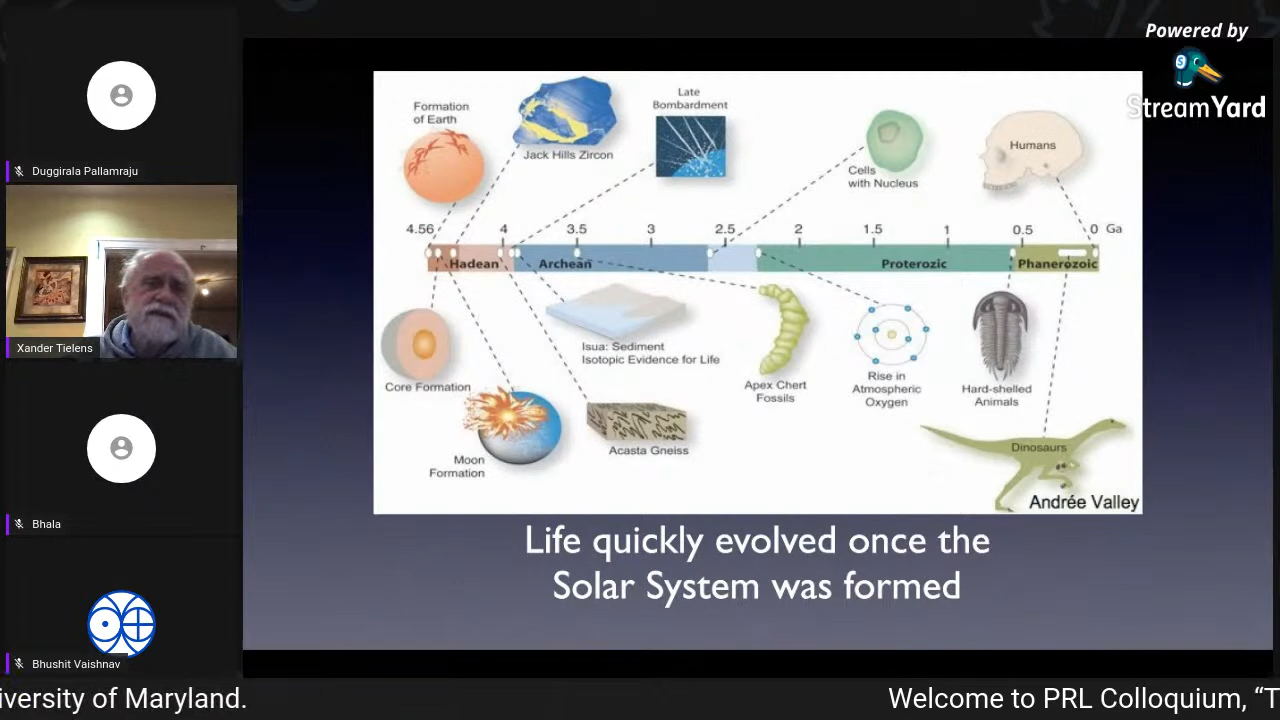 Powered by
StreamYard
Duggirala Pallamraju
Xander Tielens
Bhala
Bhushit Vaishnav
Formation
of Earth
Jack Hills Zircon
Late
Bombardment
Cells
with Nucleus
Humans
4.56 4 3.5 3 2.5 2 1.5 1 0.5 0 Ga
Hadean Archean Proterozic Phanerozoic
Core Formation
Isua: Sediment
Isotopic Evidence for Life
Apex Chert
Fossils
Rise in
Atmospheric
Oxygen
Hard-shelled
Animals
Moon
Formation
Acasta Gneiss
Dinosaurs
Andrée Valley
Life quickly evolved once the
Solar System was formed
iversity of Maryland. Welcome to PRL Colloquium, “T